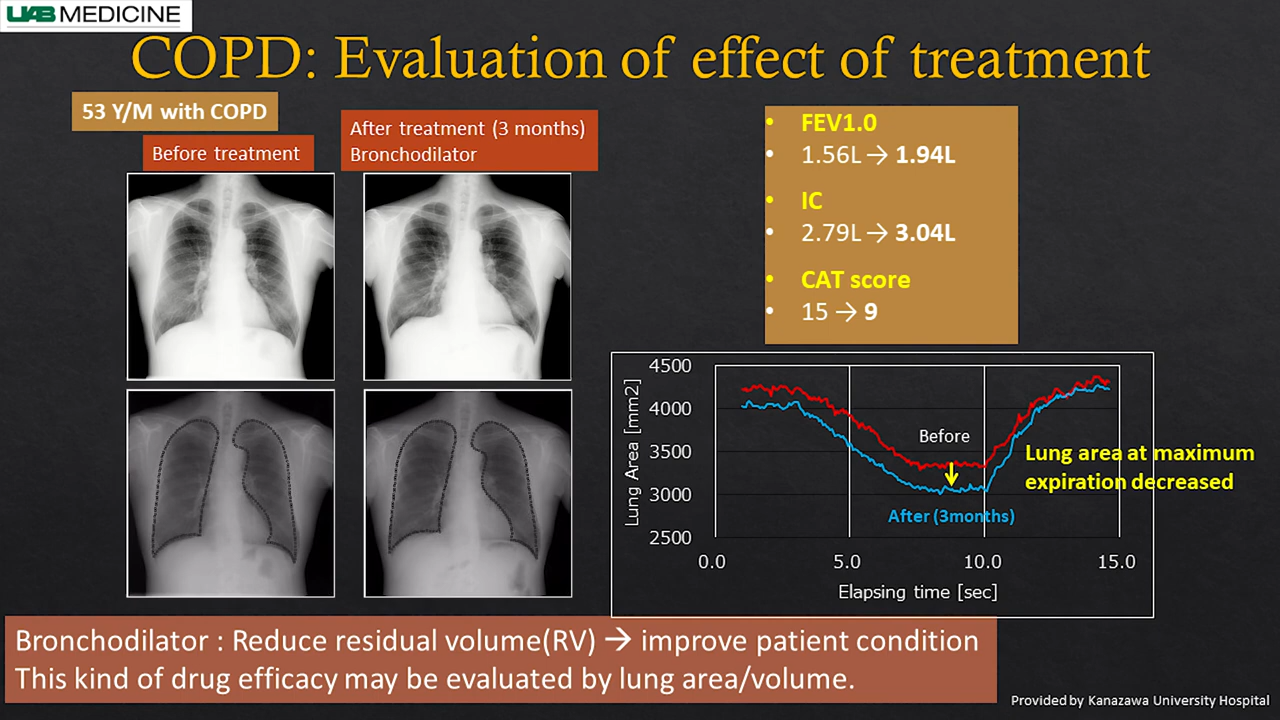 UAB MEDICINE
COPD: Evaluation of effect of treatment
53 Y/M with COPD
Before treatment
After treatment (3 months)
Bronchodilator
• FEV1.0
• 1.56L → 1.94L
• IC
• 2.79L → 3.04L
• CAT score
• 15 → 9
Lung Area [mm2]
4500
4000
3500
3000
2500
Before
After (3months)
Lung area at maximum
expiration decreased
0.0 5.0 10.0 15.0
Elapsing time [sec]
Bronchodilator : Reduce residual volume(RV) → improve patient condition
This kind of drug efficacy may be evaluated by lung area/volume.
Provided by Kanazawa University Hospital